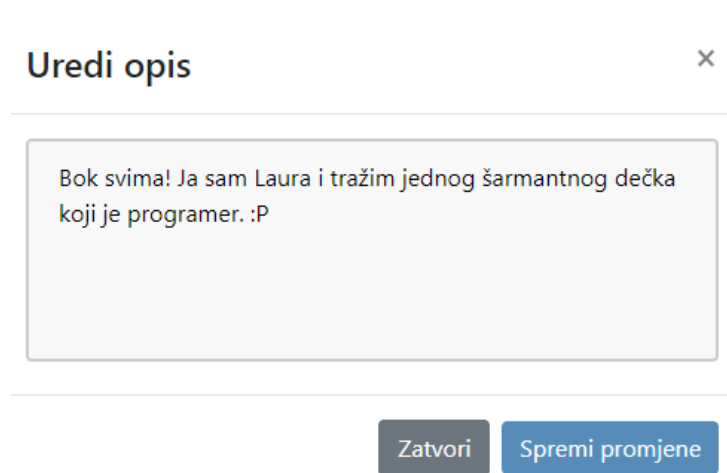 Uredi opis
×
Bok svima! Ja sam Laura i tražim jednog šarmantnog dečka
koji je programer. :P
Zatvori
Spremi promjene